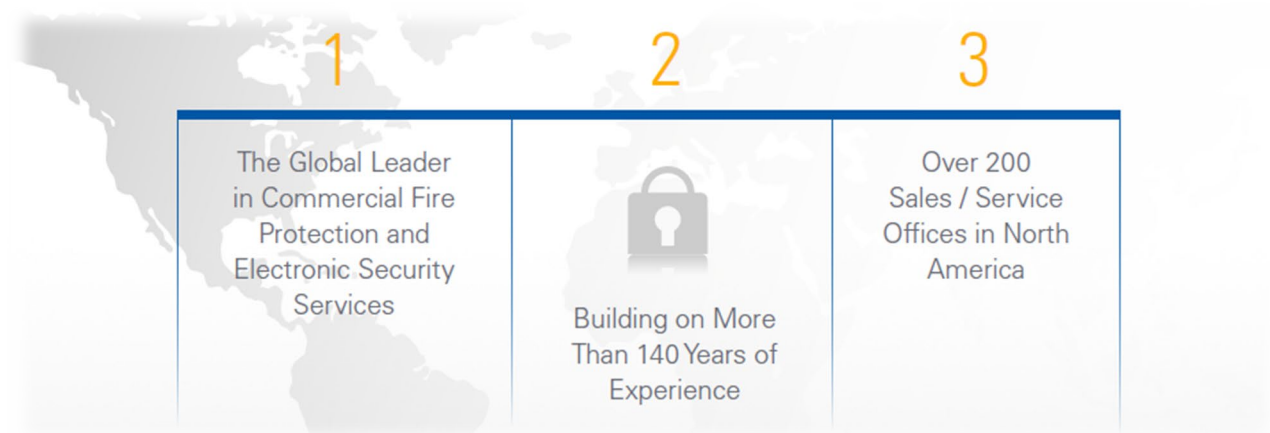 1
The Global Leader
in Commercial Fire
Protection and
Electronic Security
Services
2
Building on More
Than 140 Years of
Experience
3
Over 200
Sales / Service
Offices in North
America